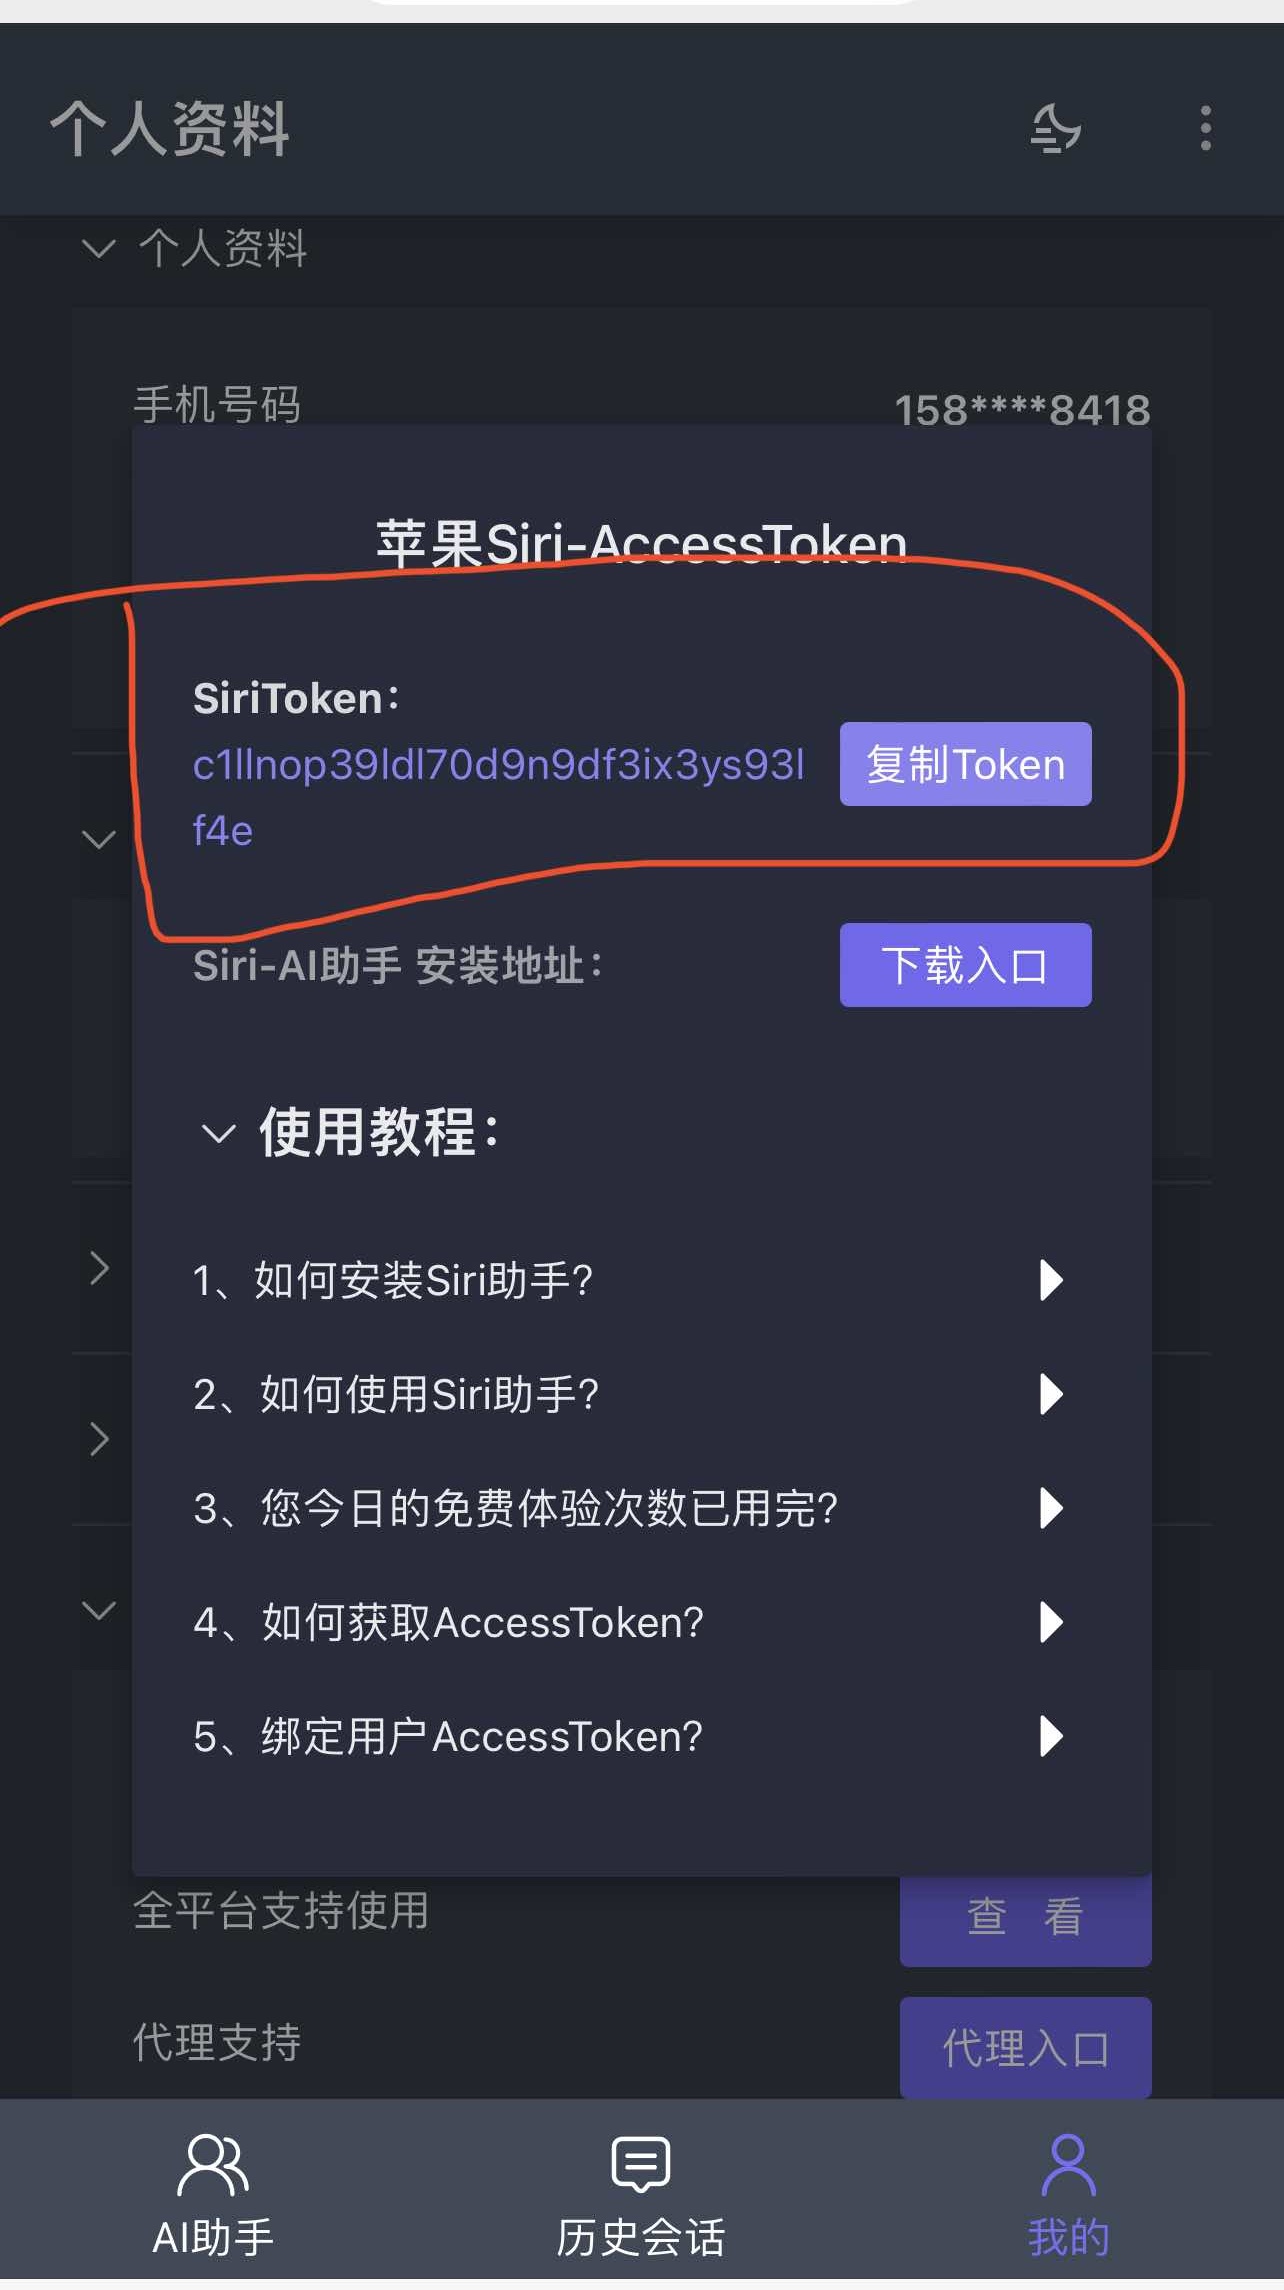 个人资料
个人资料
手机号码 158****8418
苹果Siri-AccessToken
SiriToken：
c1llnop39ldl70d9n9df3ix3ys93l
f4e
复制Token
Siri-AI助手 安装地址： 下载入口
使用教程：
1、如何安装Siri助手?
2、如何使用Siri助手?
3、您今日的免费体验次数已用完?
4、如何获取AccessToken?
5、绑定用户AccessToken?
全平台支持使用 查 看
代理支持 代理入口
AI助手 历史会话 我的